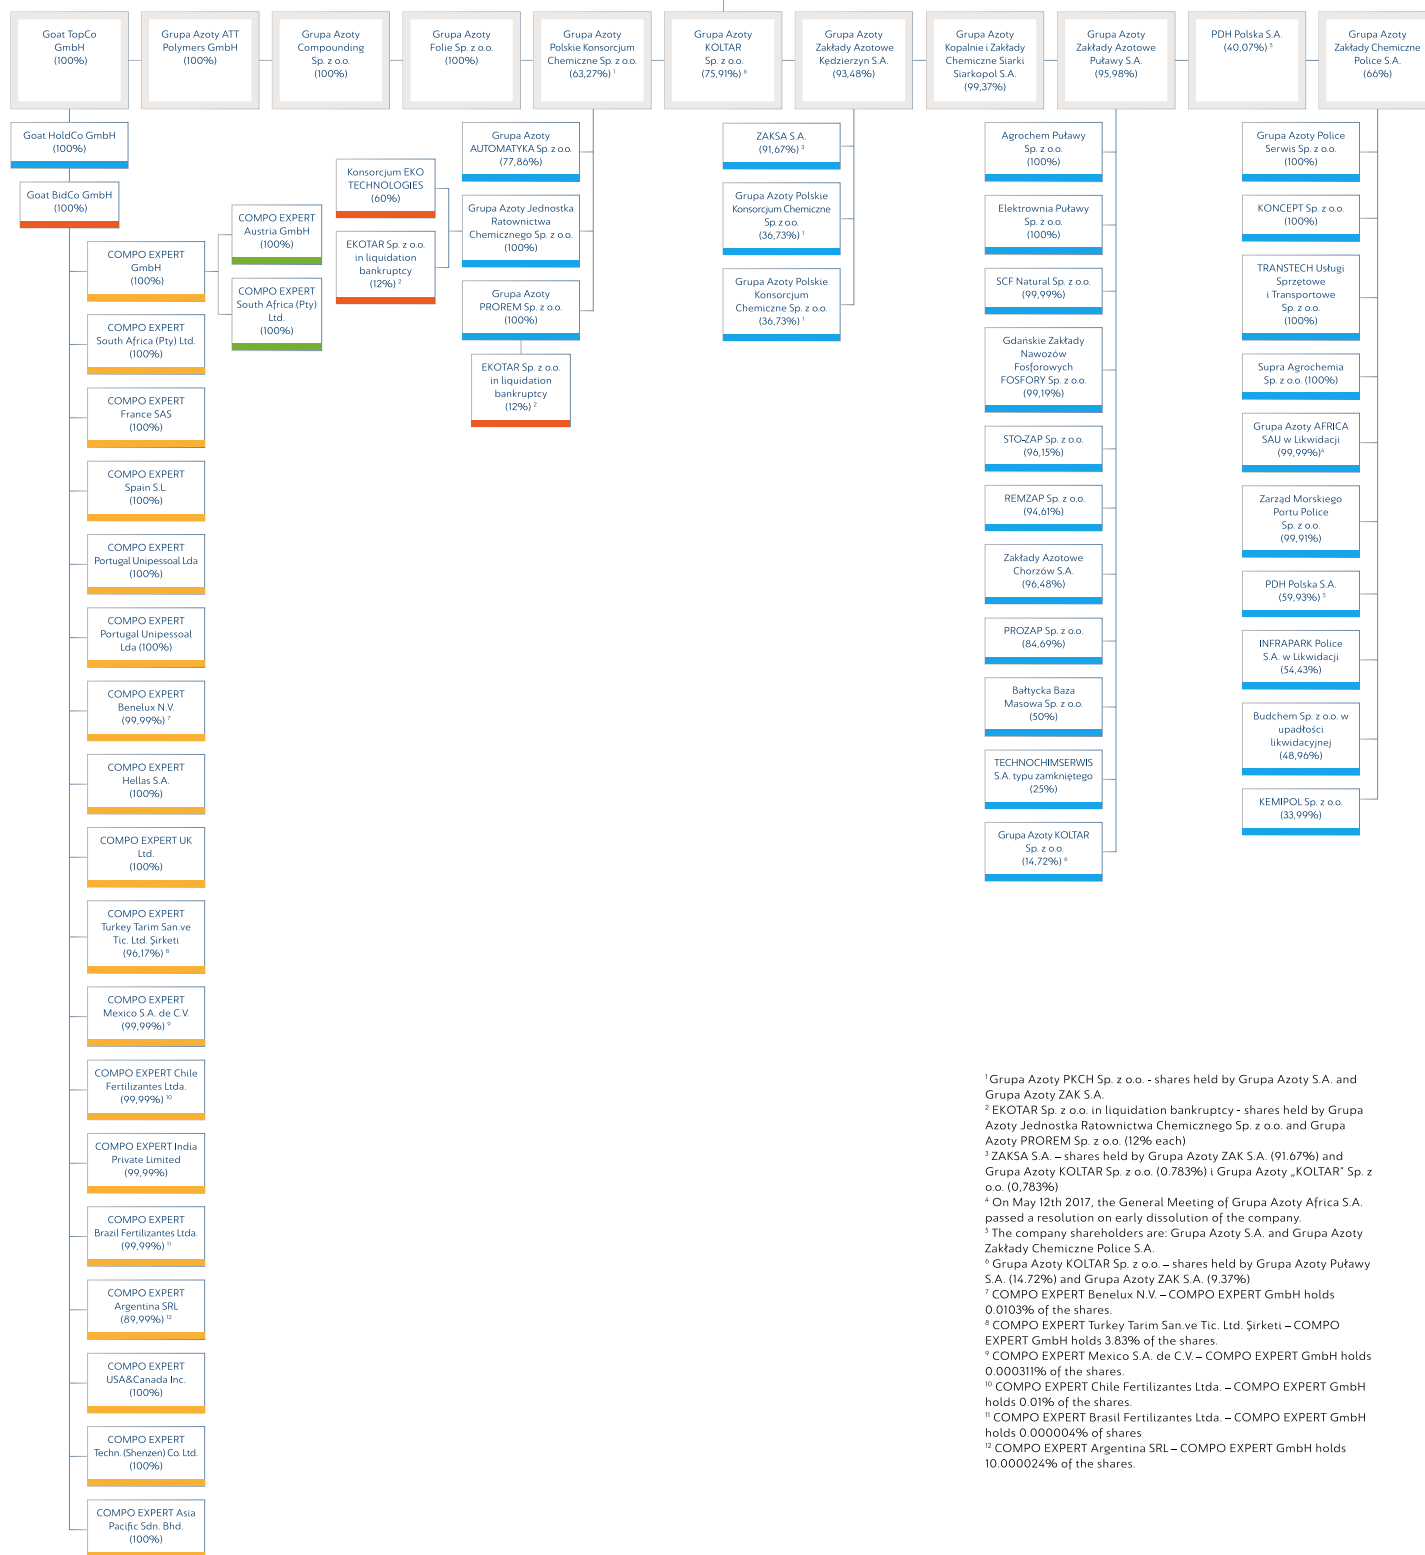 Goat TopCo
GmbH
(100%)
Grupa Azoty ATT
Polymers GmbH
(100%)
Grupa Azoty
Compounding
Sp. z o.o.
(100%)
Grupa Azoty
Folie Sp. z o.o.
(100%)
Grupa Azoty
Polskie Konsorcjum
Chemiczne Sp. z o.o.
(63,27%) ¹
Grupa Azoty
KOLTAR
Sp. z o.o.
(75,91%) ⁶
Grupa Azoty
Zakłady Azotowe
Kędzierzyn S.A.
(93,48%)
Grupa Azoty
Kopalnie i Zakłady
Chemiczne Siarki
Siarkopol S.A.
(99,37%)
Grupa Azoty
Zakłady Azotowe
Puławy S.A.
(95,98%)
PDH Polska S.A.
(40,07%) ⁵
Grupa Azoty
Zakłady Chemiczne
Police S.A.
(66%)
Goat HoldCo GmbH
(100%)
Goat BidCo GmbH
(100%)
COMPO EXPERT
GmbH
(100%)
COMPO EXPERT
South Africa (Pty) Ltd.
(100%)
COMPO EXPERT
France SAS
(100%)
COMPO EXPERT
Spain S.L.
(100%)
COMPO EXPERT
Portugal Unipessoal Lda
(100%)
COMPO EXPERT
Portugal Unipessoal
Lda (100%)
COMPO EXPERT
Benelux N.V.
(99,99%) ⁷
COMPO EXPERT
Hellas S.A.
(100%)
COMPO EXPERT UK
Ltd.
(100%)
COMPO EXPERT
Turkey Tarim San.ve
Tic. Ltd. Şirketi
(96,17%) ⁸
COMPO EXPERT
Mexico S.A. de C.V.
(99,99%) ⁹
COMPO EXPERT Chile
Fertilizantes Ltda.
(99,99%) ¹⁰
COMPO EXPERT India
Private Limited
(99,99%)
COMPO EXPERT
Brazil Fertilizantes Ltda.
(99,99%) ¹¹
COMPO EXPERT
Argentina SRL
(89,99%) ¹²
COMPO EXPERT
USA&Canada Inc.
(100%)
COMPO EXPERT
Techn. (Shenzen) Co. Ltd.
(100%)
COMPO EXPERT Asia
Pacific Sdn. Bhd.
(100%)
COMPO EXPERT
Austria GmbH
(100%)
COMPO EXPERT
South Africa (Pty)
Ltd.
(100%)
Konsorcjum EKO
TECHNOLOGIES
(60%)
EKOTAR Sp. z o.o.
in liquidation
bankruptcy
(12%) ²
Grupa Azoty
AUTOMATYKA Sp. z o.o.
(77,86%)
Grupa Azoty Jednostka
Ratownictwa
Chemicznego Sp. z o.o.
(100%)
Grupa Azoty
PROREM Sp. z o.o.
(100%)
EKOTAR Sp. z o.o.
in liquidation
bankruptcy
(12%) ²
ZAKSA S.A.
(91,67%) ³
Grupa Azoty Polskie
Konsorcjum Chemiczne
Sp. z o.o.
(36,73%) ¹
Grupa Azoty Polskie
Konsorcjum
Chemiczne Sp. z o.o.
(36,73%) ¹
Agrochem Puławy
Sp. z o.o.
(100%)
Elektrownia Puławy
Sp. z o.o.
(100%)
SCF Natural Sp. z o.o.
(99,99%)
Gdańskie Zakłady
Nawozów
Fosforowych
FOSFORY Sp. z o.o.
(99,19%)
STO-ZAP Sp. z o.o.
(96,15%)
REMZAP Sp. z o.o.
(94,61%)
Zakłady Azotowe
Chorzów S.A.
(96,48%)
PROZAP Sp. z o.o.
(84,69%)
Bałtycka Baza
Masowa Sp. z o.o.
(50%)
TECHNOCHIMSERWIS
S.A. typu zamkniętego
(25%)
Grupa Azoty KOLTAR
Sp. z o.o.
(14,72%) ⁶
Grupa Azoty Police
Serwis Sp. z o.o.
(100%)
KONCEPT Sp. z o.o.
(100%)
TRANSTECH Usługi
Sprzętowe
i Transportowe
Sp. z o.o.
(100%)
Supra Agrochemia
Sp. z o.o. (100%)
Grupa Azoty AFRICA
SAU w Likwidacji
(99,99%)⁴
Zarząd Morskiego
Portu Police
Sp. z o.o.
(99,91%)
PDH Polska S.A.
(59,93%) ⁵
INFRAPARK Police
S.A. w Likwidacji
(54,43%)
Budchem Sp. z o.o. w
upadłości
likwidacyjnej
(48,96%)
KEMIPOL Sp. z o.o.
(33,99%)
¹ Grupa Azoty PKCH Sp. z o.o. - shares held by Grupa Azoty S.A. and
Grupa Azoty ZAK S.A.
² EKOTAR Sp. z o.o. in liquidation bankruptcy - shares held by Grupa
Azoty Jednostka Ratownictwa Chemicznego Sp. z o.o. and Grupa
Azoty PROREM Sp. z o.o. (12% each)
³ ZAKSA S.A. – shares held by Grupa Azoty ZAK S.A. (91.67%) and
Grupa Azoty KOLTAR Sp. z o.o. (0.783%) i Grupa Azoty „KOLTAR” Sp. z
o.o. (0,783%)
⁴ On May 12th 2017, the General Meeting of Grupa Azoty Africa S.A.
passed a resolution on early dissolution of the company.
⁵ The company shareholders are: Grupa Azoty S.A. and Grupa Azoty
Zakłady Chemiczne Police S.A.
⁶ Grupa Azoty KOLTAR Sp. z o.o. – shares held by Grupa Azoty Puławy
S.A. (14.72%) and Grupa Azoty ZAK S.A. (9.37%)
⁷ COMPO EXPERT Benelux N.V. – COMPO EXPERT GmbH holds
0.0103% of the shares.
⁸ COMPO EXPERT Turkey Tarim San.ve Tic. Ltd. Şirketi – COMPO
EXPERT GmbH holds 3.83% of the shares.
⁹ COMPO EXPERT Mexico S.A. de C.V. – COMPO EXPERT GmbH holds
0.000311% of the shares.
¹⁰ COMPO EXPERT Chile Fertilizantes Ltda. – COMPO EXPERT GmbH
holds 0.01% of the shares.
¹¹ COMPO EXPERT Brasil Fertilizantes Ltda. – COMPO EXPERT GmbH
holds 0.000004% of shares
¹² COMPO EXPERT Argentina SRL – COMPO EXPERT GmbH holds
10.000024% of the shares.